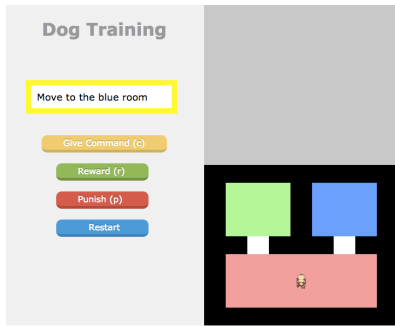 Dog Training
Move to the blue room
Give Command (c)
Reward (r)
Punish (p)
Restart